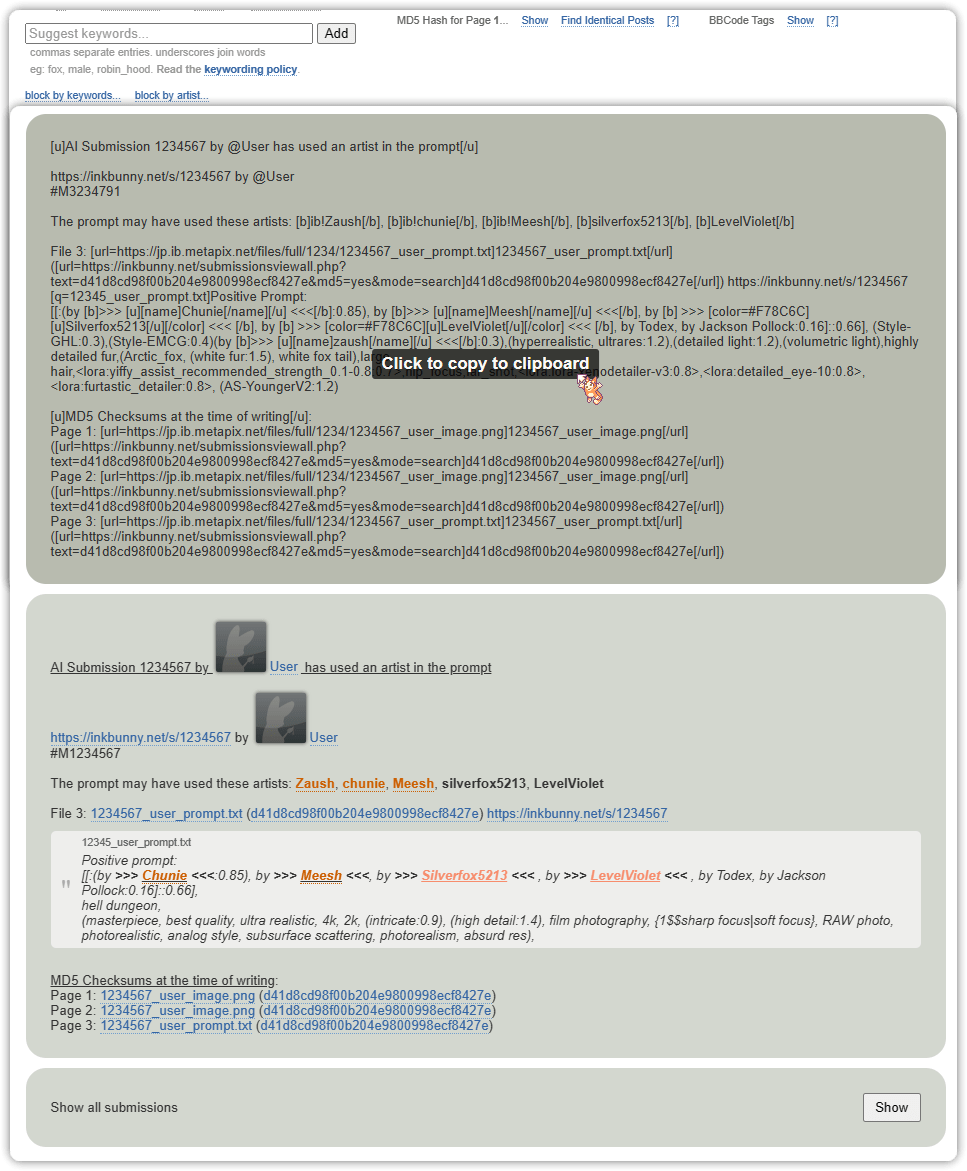 MD5 Hash for Page 1... Show Find Identical Posts [?] BBCode Tags Show [?]
Suggest keywords... Add
commas separate entries. underscores join words
eg: fox, male, robin_hood. Read the keywording policy.
block by keywords... block by artist...
[u]AI Submission 1234567 by @User has used an artist in the prompt[/u]
https://inkbunny.net/s/1234567 by @User
#M3234791
The prompt may have used these artists: [b]ib!Zaush[/b], [b]ib!chunie[/b], [b]ib!Meesh[/b], [b]silverfox5213[/b], [b]LevelViolet[/b]
File 3: [url=https://jp.ib.metapix.net/files/full/1234/1234567_user_prompt.txt]1234567_user_prompt.txt[/url]
([url=https://inkbunny.net/submissionsviewall.php?
text=d41d8cd98f00b204e9800998ecf8427e&md5=yes&mode=search]d41d8cd98f00b204e9800998ecf8427e[/url]) https://inkbunny.net/s/1234567
[q=12345_user_prompt.txt]Positive Prompt:
[[:(by [b]>>> [u][name]Chunie[/name][/u] <<<[/b]:0.85), by [b]>>> [u][name]Meesh[/name][/u] <<<[/b], by [b] >>> [color=#F78C6C]
[u]Silverfox5213[/u][/color] <<< [/b], by [b] >>> [color=#F78C6C][u]LevelViolet[/u][/color] <<< [/b], by Todex, by Jackson Pollock:0.16]::0.66], (Style-
GHL:0.3),(Style-EMCG:0.4)(by [b]>>> [u][name]zaush[/name][/u] <<<[/b]:0.3),(hyperrealistic, ultrares:1.2),(detailed light:1.2),(volumetric light),highly
detailed fur,(Arctic_fox, (white fur:1.5), white fox tail),large
Click to copy to clipboard
hair,<lora:yiffy_assist_recommended_strength_0.1-0.8:0.7>,hip_focus,far_shot,<lora:lora-xenodetailer-v3:0.8>,<lora:detailed_eye-10:0.8>,
<lora:furtastic_detailer:0.8>, (AS-YoungerV2:1.2)
[u]MD5 Checksums at the time of writing[/u]:
Page 1: [url=https://jp.ib.metapix.net/files/full/1234/1234567_user_image.png]1234567_user_image.png[/url]
([url=https://inkbunny.net/submissionsviewall.php?
text=d41d8cd98f00b204e9800998ecf8427e&md5=yes&mode=search]d41d8cd98f00b204e9800998ecf8427e[/url])
Page 2: [url=https://jp.ib.metapix.net/files/full/1234/1234567_user_image.png]1234567_user_image.png[/url]
([url=https://inkbunny.net/submissionsviewall.php?
text=d41d8cd98f00b204e9800998ecf8427e&md5=yes&mode=search]d41d8cd98f00b204e9800998ecf8427e[/url])
Page 3: [url=https://jp.ib.metapix.net/files/full/1234/1234567_user_prompt.txt]1234567_user_prompt.txt[/url]
([url=https://inkbunny.net/submissionsviewall.php?
text=d41d8cd98f00b204e9800998ecf8427e&md5=yes&mode=search]d41d8cd98f00b204e9800998ecf8427e[/url])
AI Submission 1234567 by User has used an artist in the prompt
https://inkbunny.net/s/1234567 by User
#M1234567
The prompt may have used these artists: Zaush, chunie, Meesh, silverfox5213, LevelViolet
File 3: 1234567_user_prompt.txt (d41d8cd98f00b204e9800998ecf8427e) https://inkbunny.net/s/1234567
12345_user_prompt.txt
" Positive prompt:
[[:(by >>> Chunie <<<:0.85), by >>> Meesh <<<, by >>> Silverfox5213 <<< , by >>> LevelViolet <<< , by Todex, by Jackson
Pollock:0.16]::0.66],
hell dungeon,
(masterpiece, best quality, ultra realistic, 4k, 2k, (intricate:0.9), (high detail:1.4), film photography, {1$$sharp focus|soft focus}, RAW photo,
photorealistic, analog style, subsurface scattering, photorealism, absurd res),
MD5 Checksums at the time of writing:
Page 1: 1234567_user_image.png (d41d8cd98f00b204e9800998ecf8427e)
Page 2: 1234567_user_image.png (d41d8cd98f00b204e9800998ecf8427e)
Page 3: 1234567_user_prompt.txt (d41d8cd98f00b204e9800998ecf8427e)
Show all submissions Show